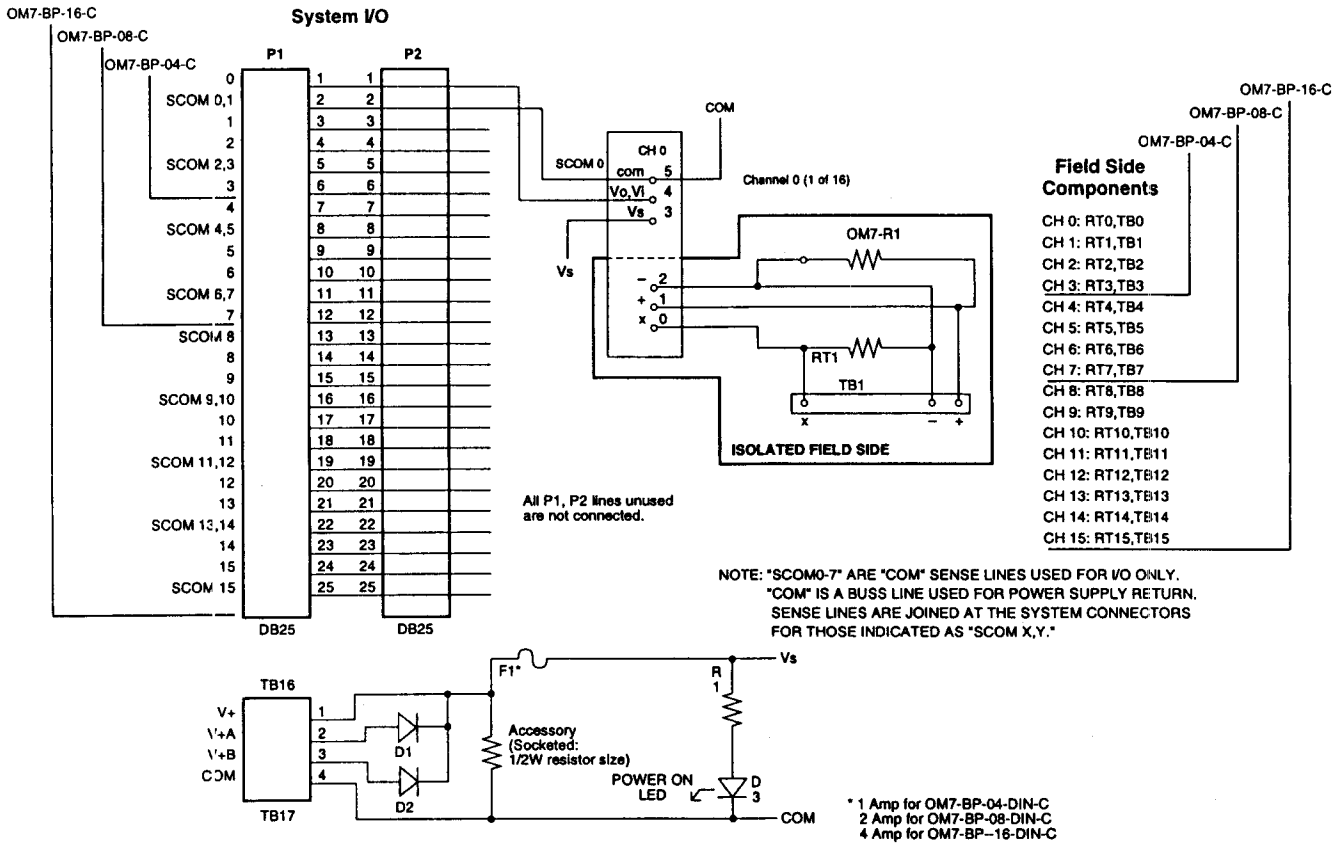 OM7-BP-16-C
OM7-BP-08-C
OM7-BP-04-C
System I/O
P1
P2
0 1 1
SCOM 0,1 2 2
1 3 3
2 4 4
SCOM 2,3 5 5
3 6 6
4 7 7
SCOM 4,5 8 8
5 9 9
6 10 10
SCOM 6,7 11 11
7 12 12
SCOM 8 13 13
8 14 14
9 15 15
SCOM 9,10 16 16
10 17 17
11 18 18
SCOM 11,12 19 19
12 20 20
13 21 21
SCOM 13,14 22 22
14 23 23
15 24 24
SCOM 15 25 25
DB25
DB25
All P1, P2 lines unused
are not connected.
COM
CH 0
SCOM 0
com 5
Vo,Vi 4
Vs 3
Vs
− 2
+ 1
x 0
Channel 0 (1 of 16)
OM7-R1
RT1
TB1
x − +
ISOLATED FIELD SIDE
OM7-BP-16-C
OM7-BP-08-C
OM7-BP-04-C
Field Side
Components
CH 0: RT0,TB0
CH 1: RT1,TB1
CH 2: RT2,TB2
CH 3: RT3,TB3
CH 4: RT4,TB4
CH 5: RT5,TB5
CH 6: RT6,TB6
CH 7: RT7,TB7
CH 8: RT8,TB8
CH 9: RT9,TB9
CH 10: RT10,TB10
CH 11: RT11,TB11
CH 12: RT12,TB12
CH 13: RT13,TB13
CH 14: RT14,TB14
CH 15: RT15,TB15
NOTE: "SCOM0-7" ARE "COM" SENSE LINES USED FOR I/O ONLY.
"COM" IS A BUSS LINE USED FOR POWER SUPPLY RETURN.
SENSE LINES ARE JOINED AT THE SYSTEM CONNECTORS
FOR THOSE INDICATED AS "SCOM X,Y."
TB16
V+ 1
V+A 2
V+B 3
COM 4
TB17
D1
D2
F1*
Accessory
(Socketed:
1/2W resistor size)
R
1
Vs
POWER ON
LED
D
3
COM
* 1 Amp for OM7-BP-04-DIN-C
2 Amp for OM7-BP-08-DIN-C
4 Amp for OM7-BP--16-DIN-C